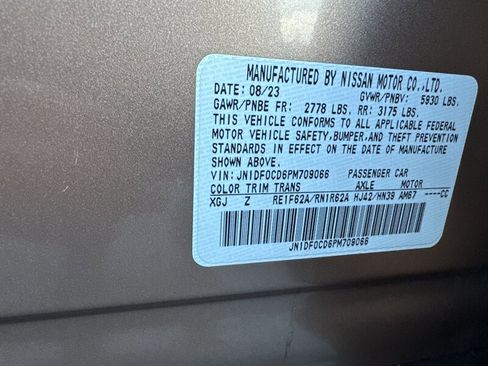 MANUFACTURED BY NISSAN MOTOR CO.,LTD.
DATE: 08/23 GVWR/PNBV: 5930 LBS.
GAWR/PNBE FR: 2778 LBS. RR: 3175 LBS.
THIS VEHICLE CONFORMS TO ALL APPLICABLE FEDERAL
MOTOR VEHICLE SAFETY,BUMPER,AND THEFT PREVENTION
STANDARDS IN EFFECT ON THE DATE OF MANUFACTURE
SHOWN ABOVE.
VIN: JN1DF0CD6PM709066 PASSENGER CAR
COLOR TRIM TRANS AXLE MOTOR
XGJ Z RE1F62A/RN1R62A HJ42/HN39 AM67 ----CC
JN1DF0CD6PM709066